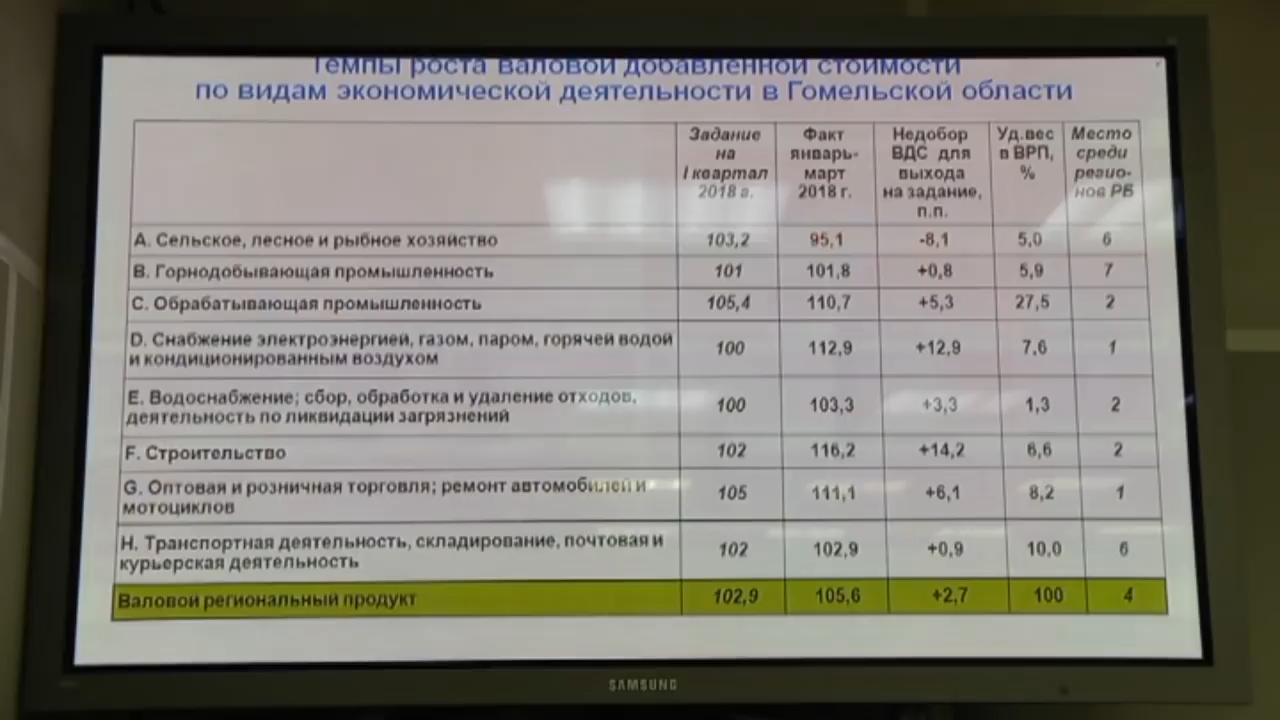 Темпы роста валовой добавленной стоимости
по видам экономической деятельности в Гомельской области
Задание на I квартал 2018 г. Факт январь-март 2018 г. Недобор ВДС для выхода на задание, п.п. Уд.вес в ВРП, % Место среди регио-нов РБ
A. Сельское, лесное и рыбное хозяйство 103,2 95,1 -8,1 5,0 6
B. Горнодобывающая промышленность 101 101,8 +0,8 5,9 7
C. Обрабатывающая промышленность 105,4 110,7 +5,3 27,5 2
D. Снабжение электроэнергией, газом, паром, горячей водой
и кондиционированным воздухом 100 112,9 +12,9 7,6 1
E. Водоснабжение; сбор, обработка и удаление отходов,
деятельность по ликвидации загрязнений 100 103,3 +3,3 1,3 2
F. Строительство 102 116,2 +14,2 6,6 2
G. Оптовая и розничная торговля; ремонт автомобилей и
мотоциклов 105 111,1 +6,1 8,2 1
H. Транспортная деятельность, складирование, почтовая и
курьерская деятельность 102 102,9 +0,9 10,0 6
Валовой региональный продукт 102,9 105,6 +2,7 100 4
SAMSUNG